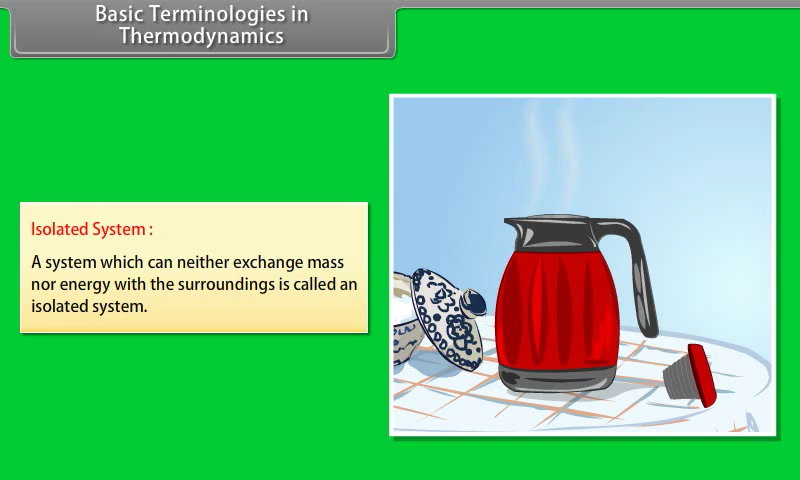 Basic Terminologies in
Thermodynamics
Isolated System :
A system which can neither exchange mass
nor energy with the surroundings is called an
isolated system.